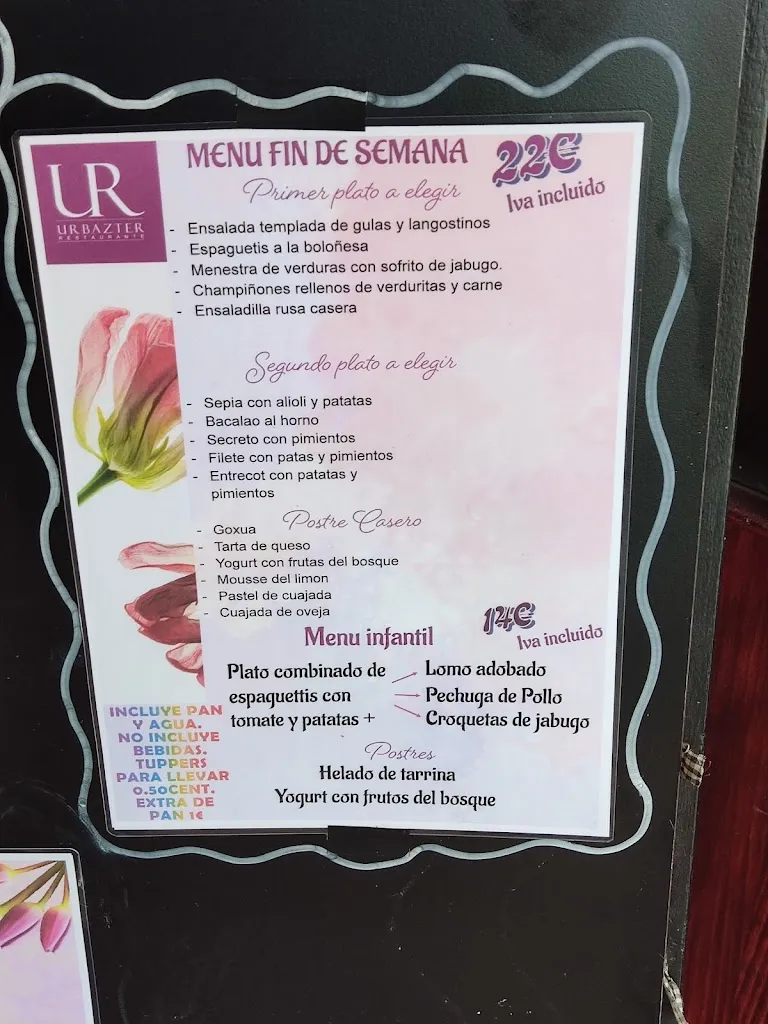 UR
URBAZTER
RESTAURANTE
MENU FIN DE SEMANA
22€
Iva incluido
Primer plato a elegir
- Ensalada templada de gulas y langostinos
- Espaguetis a la boloñesa
- Menestra de verduras con sofrito de jabugo.
- Champiñones rellenos de verduritas y carne
- Ensaladilla rusa casera
Segundo plato a elegir
- Sepia con alioli y patatas
- Bacalao al horno
- Secreto con pimientos
- Filete con patas y pimientos
- Entrecot con patatas y
pimientos
Postre Casero
- Goxua
- Tarta de queso
- Yogurt con frutas del bosque
- Mousse del limon
- Pastel de cuajada
- Cuajada de oveja
Menu infantil
14€
Iva incluido
Plato combinado de
espaguettis con
tomate y patatas +
Lomo adobado
Pechuga de Pollo
Croquetas de jabugo
Postres
Helado de tarrina
Yogurt con frutos del bosque
INCLUYE PAN
Y AGUA.
NO INCLUYE
BEBIDAS.
TUPPERS
PARA LLEVAR
0.50CENT.
EXTRA DE
PAN 1€